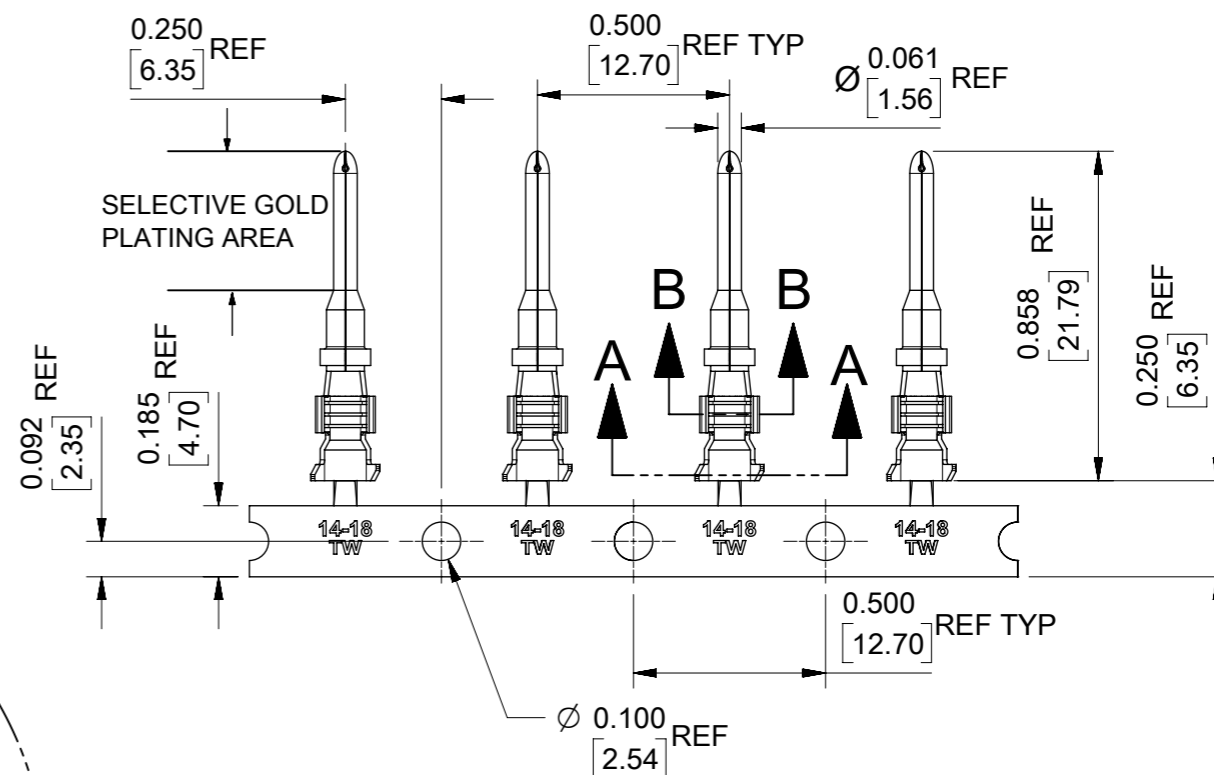 0.250
[6.35] REF
0.500
[12.70] REF TYP
Ø 0.061
[1.56] REF
SELECTIVE GOLD
PLATING AREA
0.092
[2.35] REF
0.185
[4.70] REF
B B
A A
0.858
[21.79] REF
0.250
[6.35] REF
14-18
TW
14-18
TW
14-18
TW
14-18
TW
0.500
[12.70] REF TYP
Ø 0.100
[2.54] REF